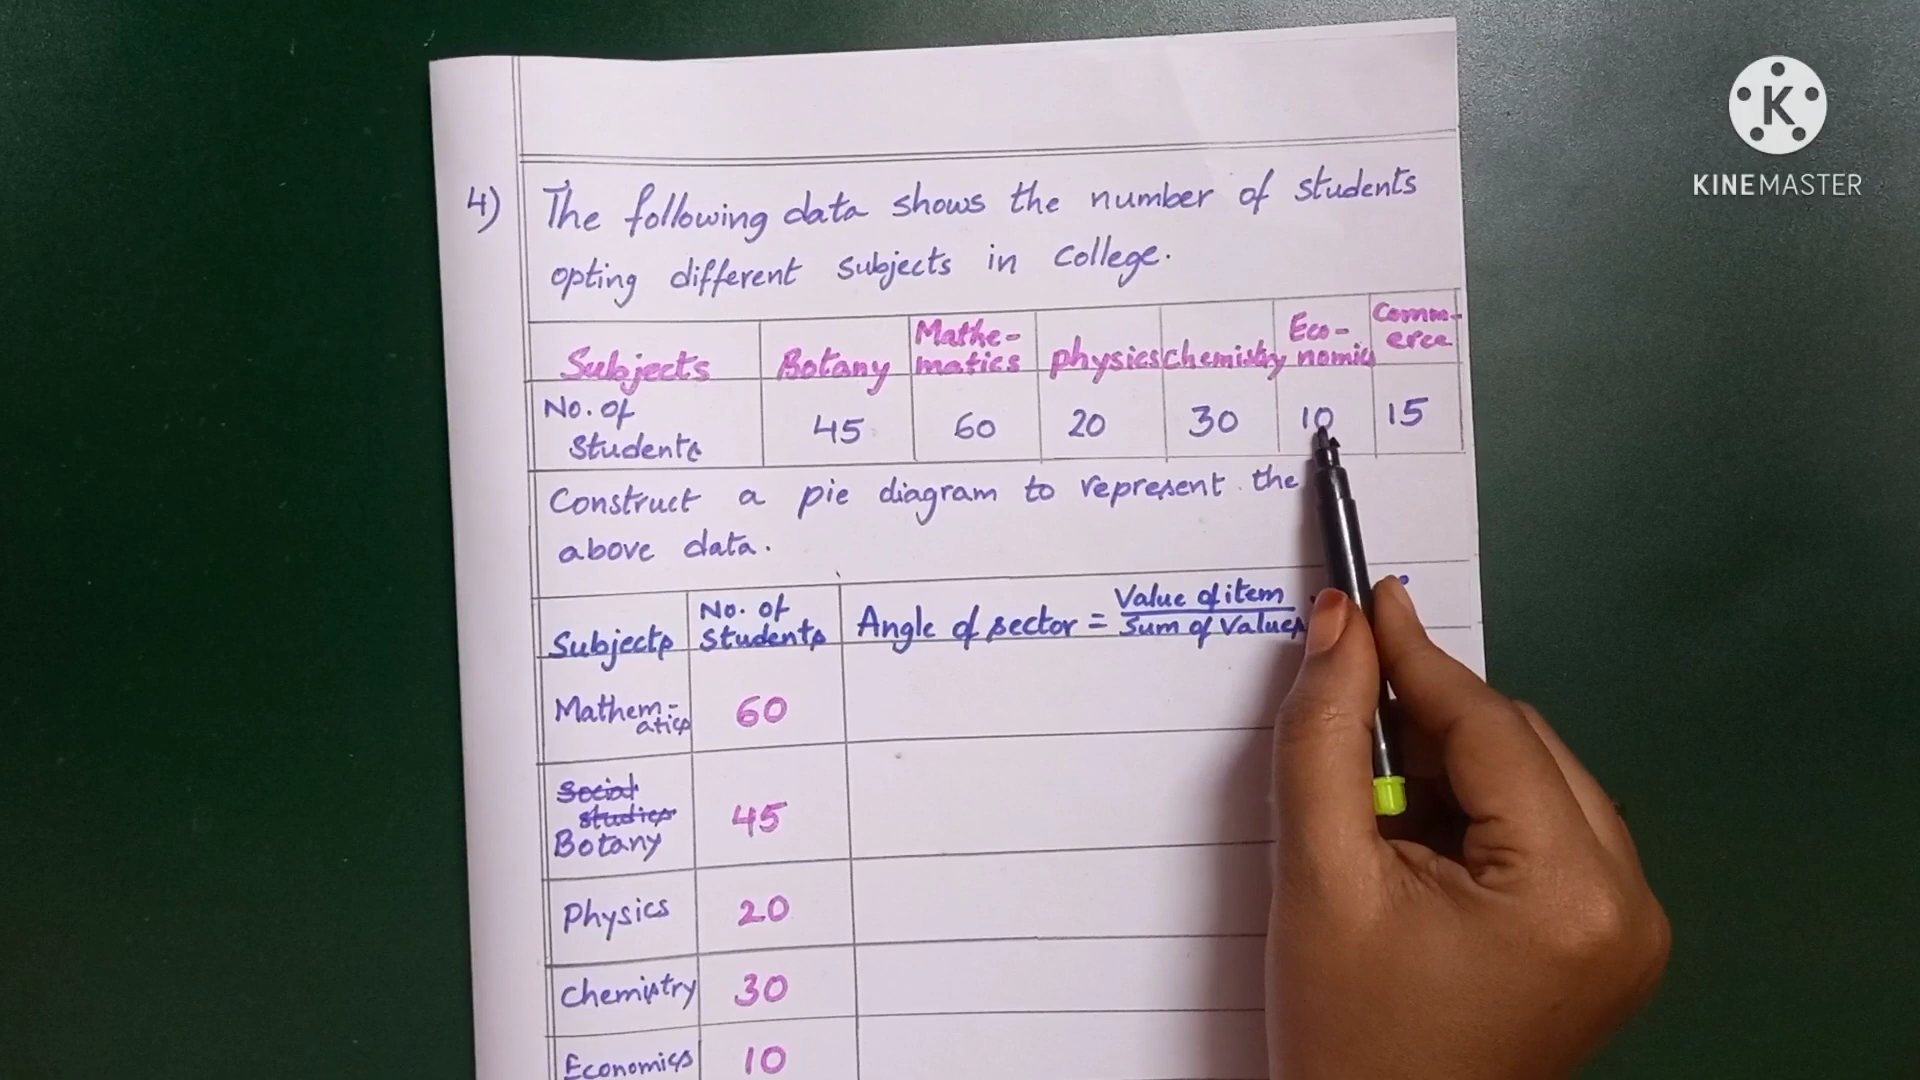 K
KINEMASTER
4) The following data shows the number of students
opting different subjects in College.
Subjects Botany Mathe- matics physics chemistry Eco- nomics Comm- erce
No. of Students 45 60 20 30 10 15
Construct a pie diagram to represent the
above data.
Subjects No. of Students Angle of sector = Value of item Sum of Values
Mathem- atics 60
Social studies Botany 45
Physics 20
Chemistry 30
Economics 10